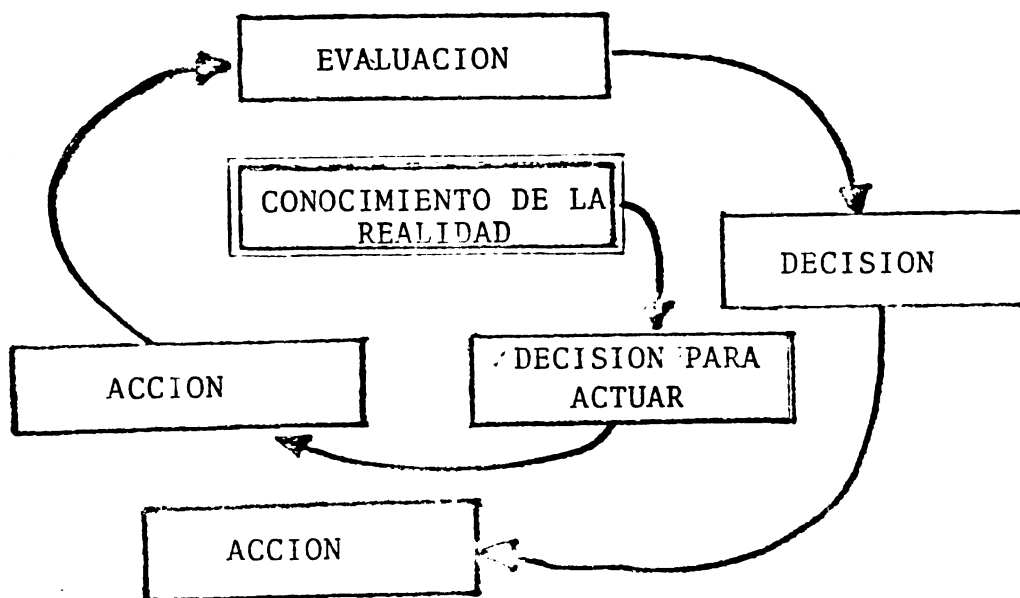 EVALUACION
CONOCIMIENTO DE LA
REALIDAD
DECISION
DECISION PARA
ACTUAR
ACCION
ACCION